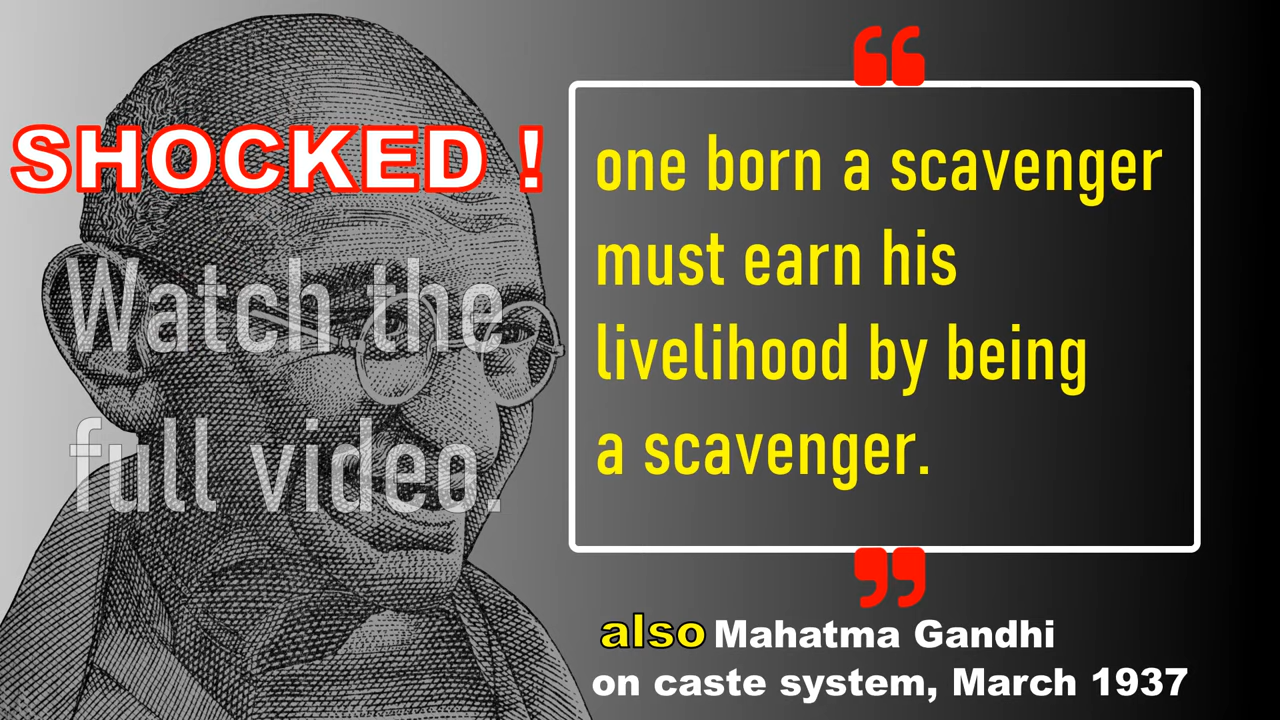 SHOCKED !
Watch the
full video.
“
one born a scavenger
must earn his
livelihood by being
a scavenger.
”
also Mahatma Gandhi
on caste system, March 1937